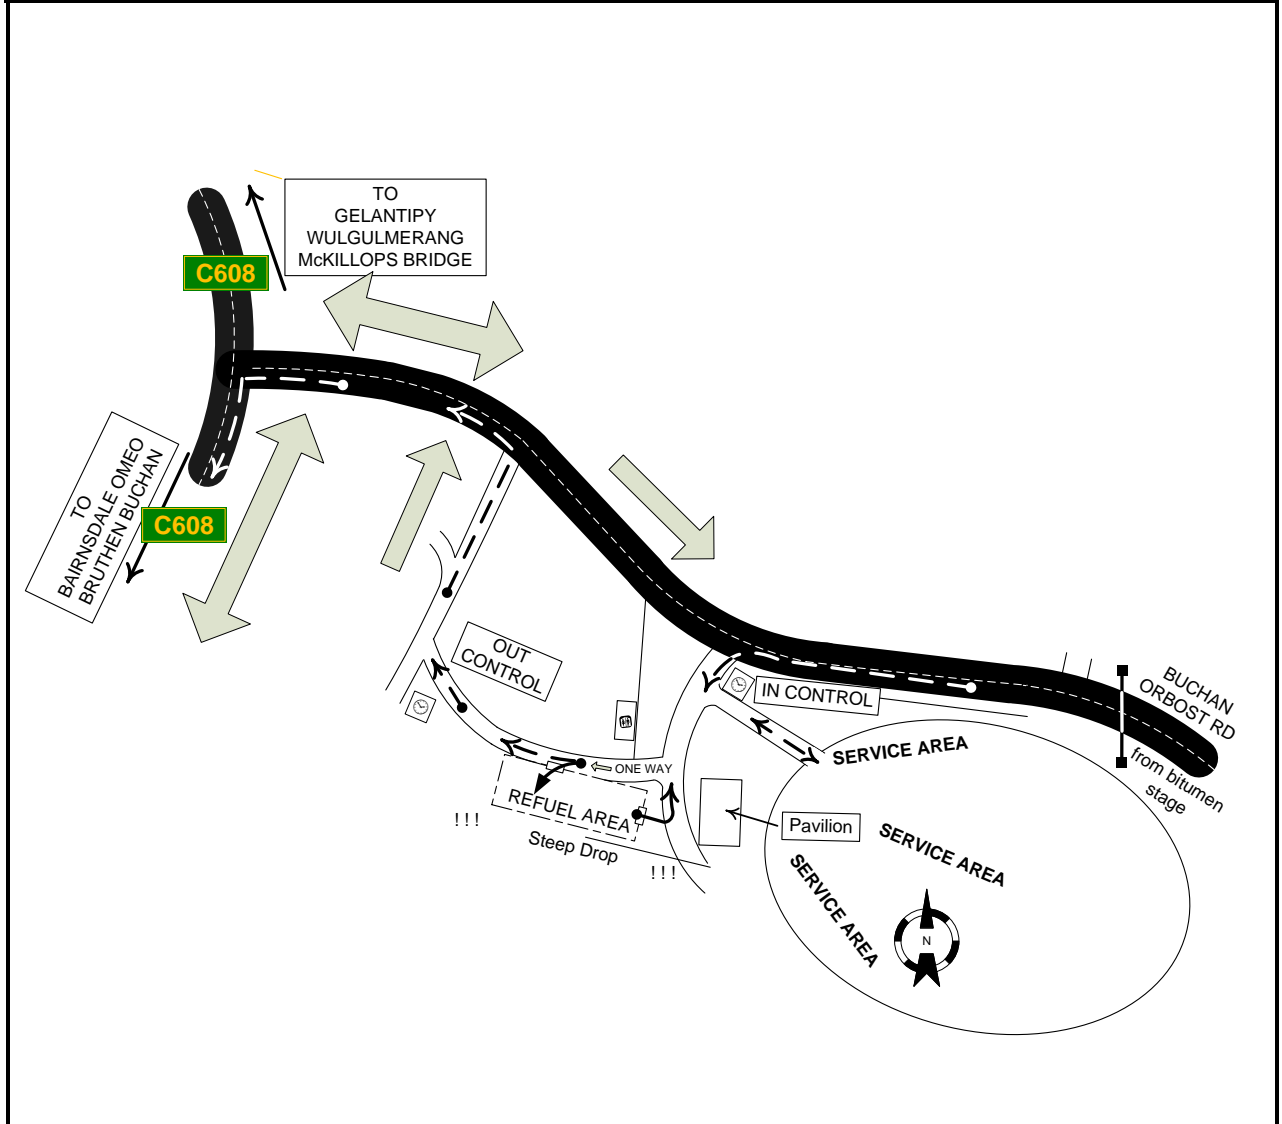 TO
GELANTIPY
WULGULMERANG
McKILLOPS BRIDGE
C608
TO
BAIRNSDALE OMEO
BRUTHEN BUCHAN
C608
OUT
CONTROL
IN CONTROL
BUCHAN
ORBOST RD
from bitumen
stage
SERVICE AREA
ONE WAY
REFUEL AREA
! ! !
Steep Drop
! ! !
Pavilion
SERVICE AREA
SERVICE AREA
N